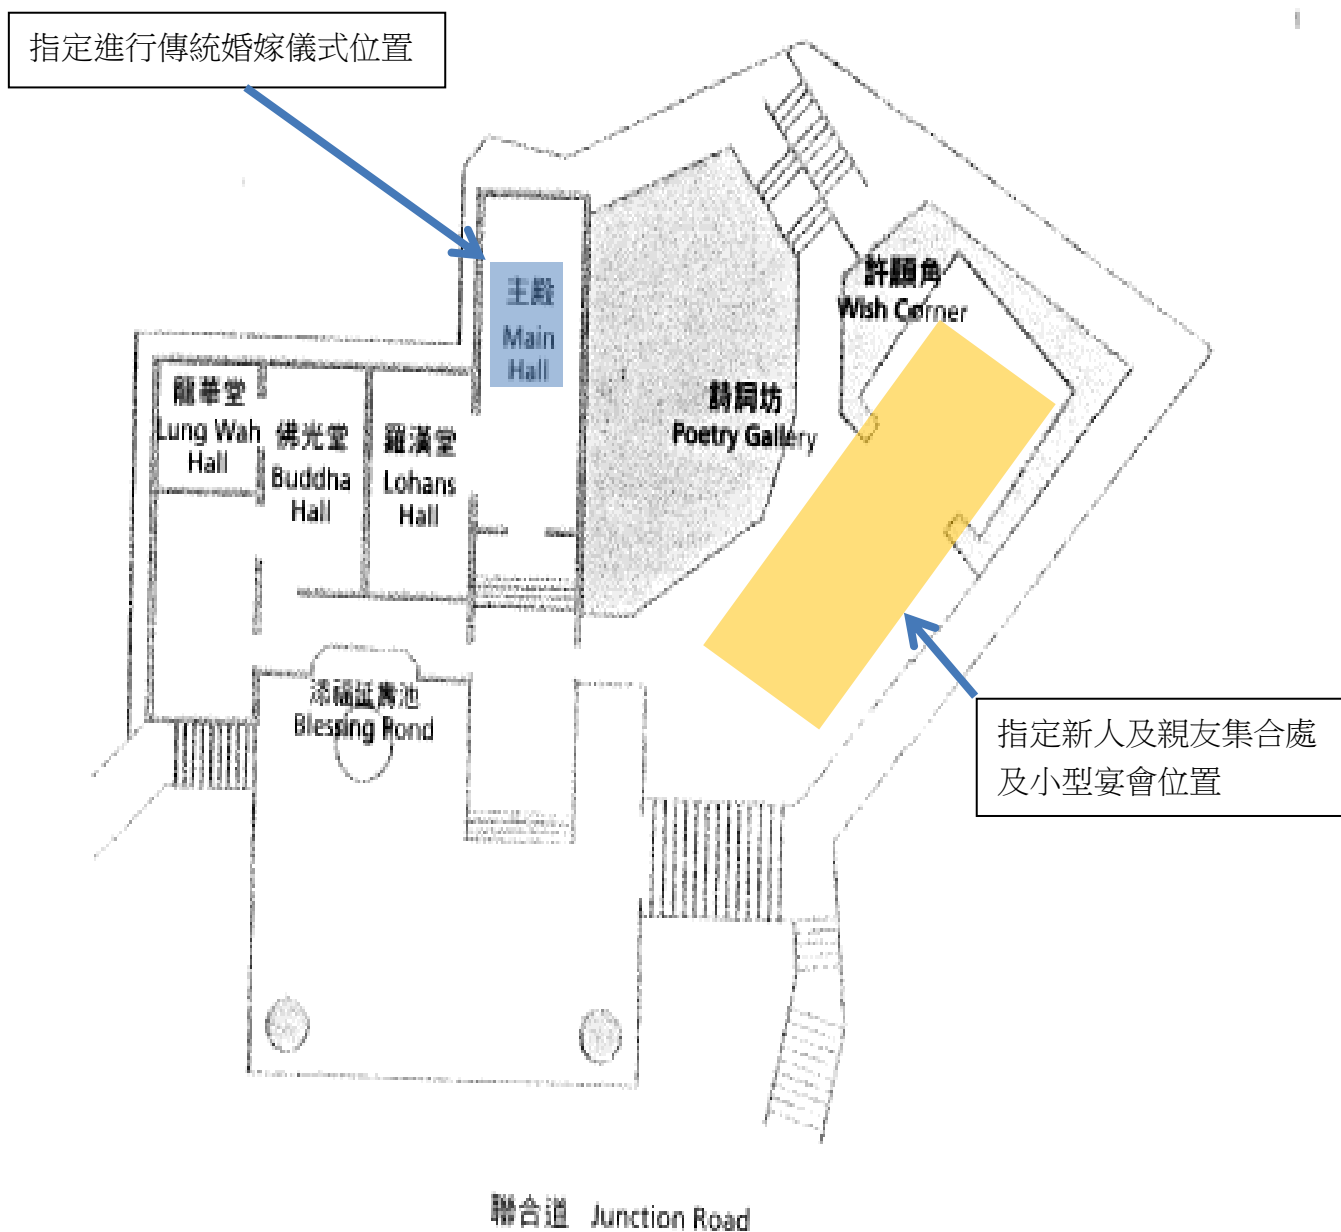 指定進行傳統婚嫁儀式位置
主殿
Main
Hall
許願角
Wish Corner
龍華堂
Lung Wah
Hall
佛光堂
Buddha
Hall
羅漢堂
Lohans
Hall
詩詞坊
Poetry Gallery
添福延壽池
Blessing Pond
指定新人及親友集合處
及小型宴會位置
聯合道 Junction Road